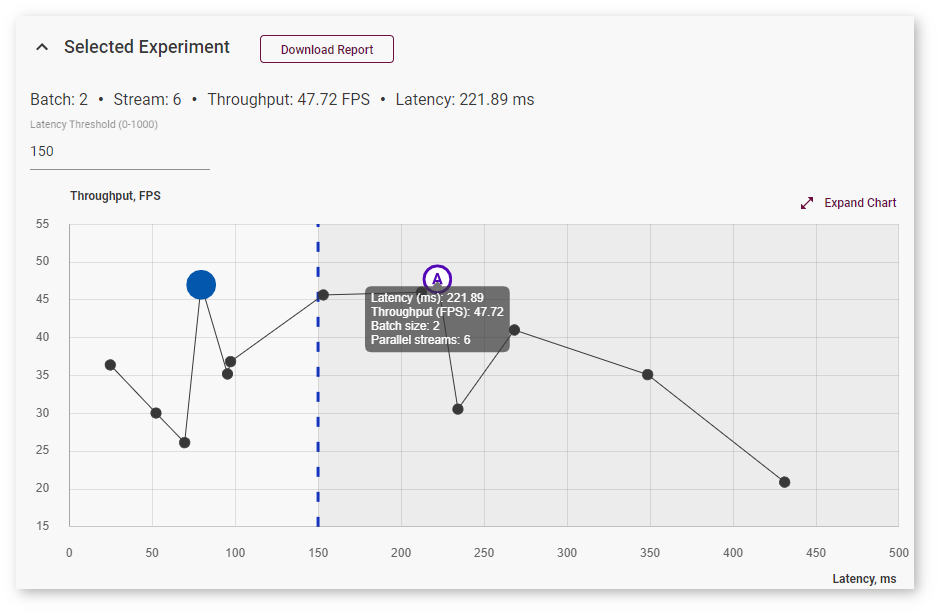 Selected Experiment
Download Report
Batch: 2 • Stream: 6 • Throughput: 47.72 FPS • Latency: 221.89 ms
Latency Threshold (0-1000)
150
Throughput, FPS
Expand Chart
55
50
45
40
35
30
25
20
15
A
Latency (ms): 221.89
Throughput (FPS): 47.72
Batch size: 2
Parallel streams: 6
0 50 100 150 200 250 300 350 400 450 500
Latency, ms